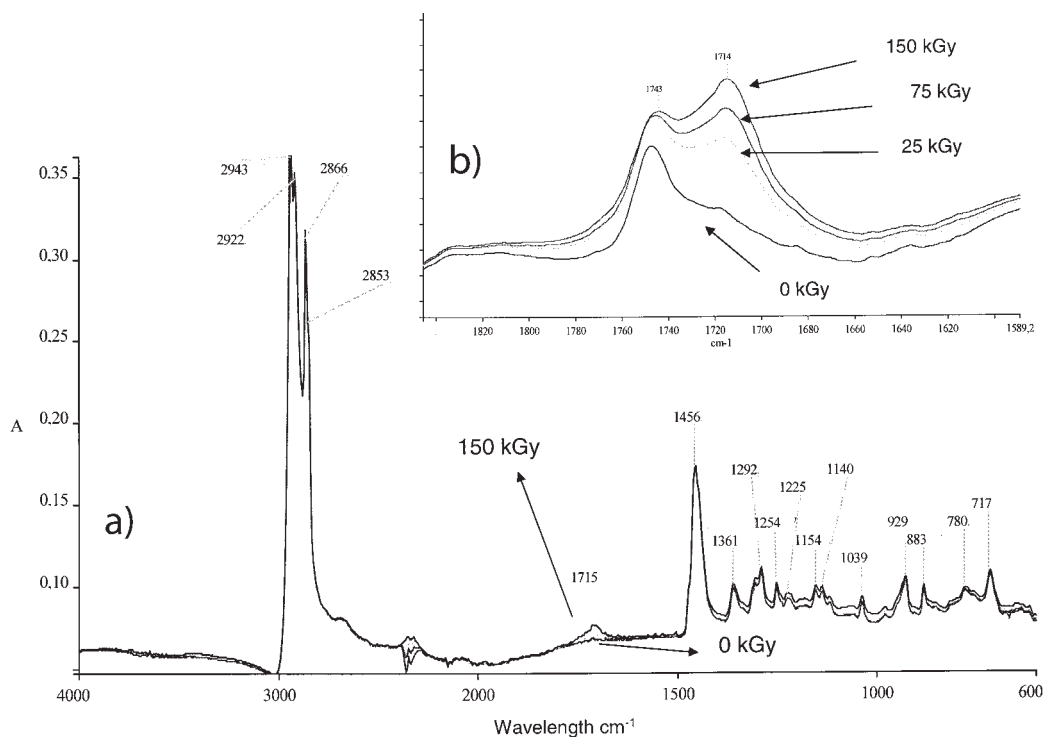 150 kGy
1714
1743
75 kGy
b)
25 kGy
0 kGy
1820 1800 1780 1760 1740 1720 1700 1680 1660 1640 1620 1589,2
cm-1
2943
2866
0.35
2922
0.30
2853
0.25
A
0.20
1456
150 kGy
1292
1225
1140
0.15
a)
1254
929
717
1361
1154
883
780
1039
1715
0.10
0 kGy
4000 3000 2000 1500 1000 600
Wavelength cm-1